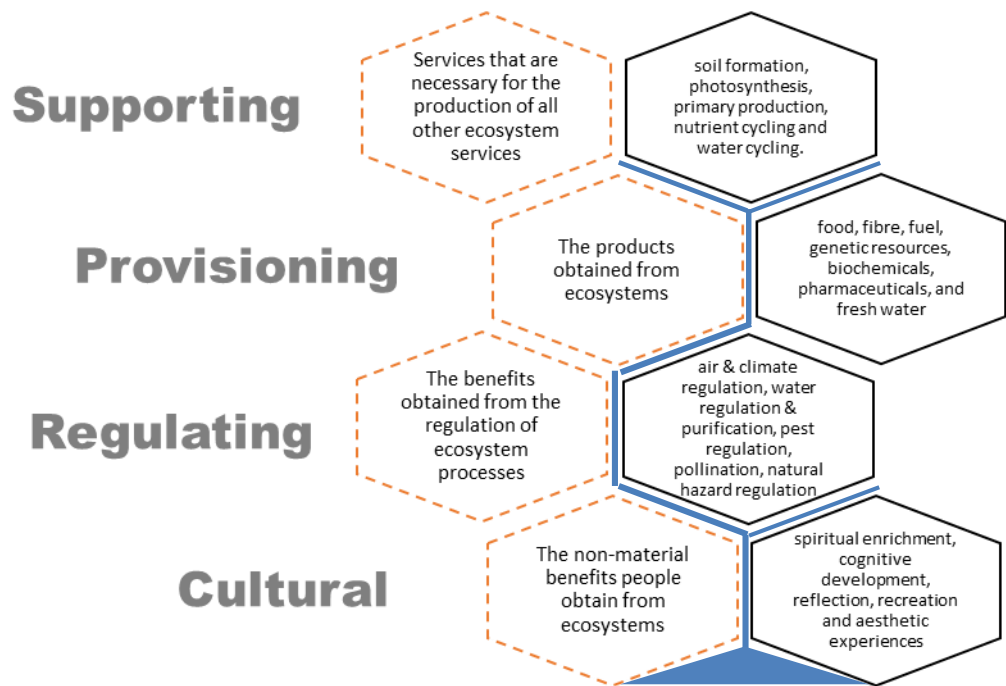 Supporting
Services that are
necessary for the
production of all
other ecosystem
services
soil formation,
photosynthesis,
primary production,
nutrient cycling and
water cycling.
Provisioning
The products
obtained from
ecosystems
food, fibre, fuel,
genetic resources,
biochemicals,
pharmaceuticals, and
fresh water
Regulating
The benefits
obtained from the
regulation of
ecosystem
processes
air & climate
regulation, water
regulation &
purification, pest
regulation,
pollination, natural
hazard regulation
Cultural
The non-material
benefits people
obtain from
ecosystems
spiritual enrichment,
cognitive
development,
reflection, recreation
and aesthetic
experiences